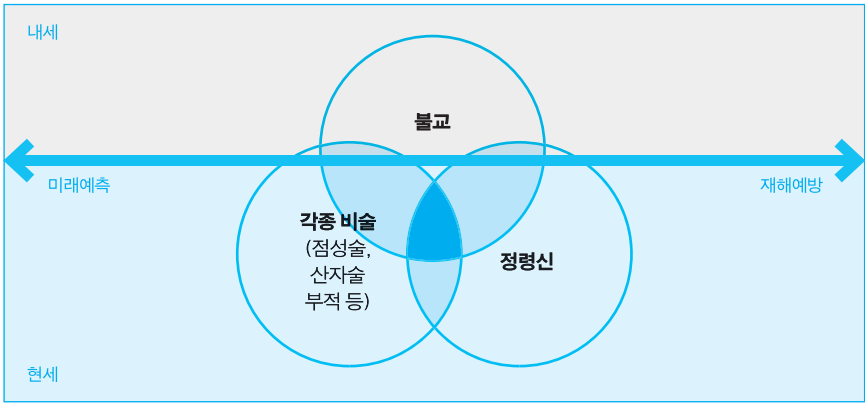 내세
불교
미래예측
재해예방
각종 비술
(점성술,
산자술
부적 등)
정령신
현세